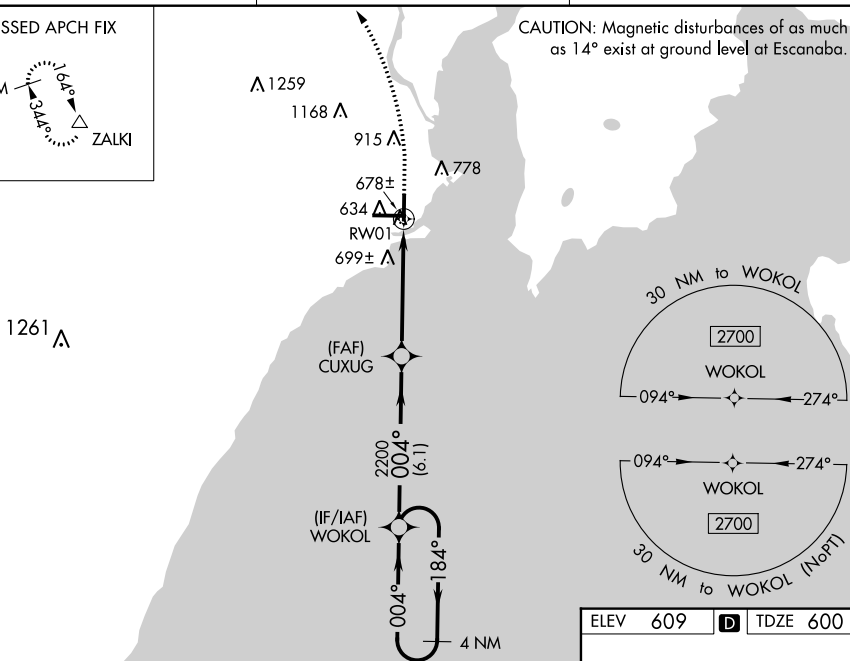 SSED APCH FIX
CAUTION: Magnetic disturbances of as much
as 14° exist at ground level at Escanaba.
M
164°
344°
ZALKI
1259
1168
915
778
678±
634
RW01
699±
1261
(FAF)
CUXUG
2200
004°
(6.1)
(IF/IAF)
WOKOL
004°
184°
4 NM
30 NM to WOKOL
2700
WOKOL
094°
274°
094°
274°
WOKOL
2700
30 NM to WOKOL (NoPT)
ELEV 609 D TDZE 600